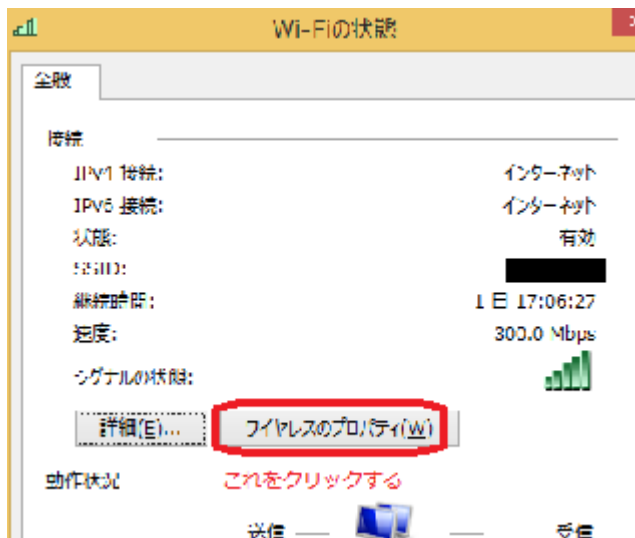 Wi-Fiの状態
全般
接続
IPv4 接続: インターネット
IPv6 接続: インターネット
状態: 有効
SSID:
継続時間: 1 日 17:06:27
速度: 300.0 Mbps
シグナルの状態:
詳細(E)... ワイヤレスのプロパティ(W)
動作状況 これをクリックする
送信 受信